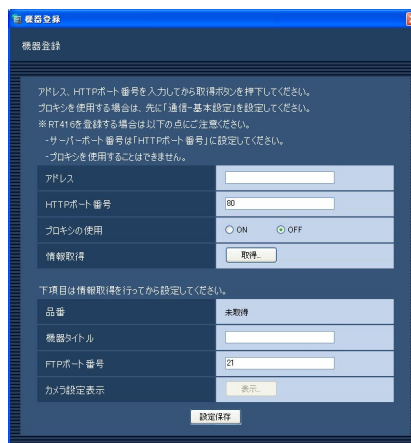 機器登録
機器登録
アドレス、HTTPポート番号を入力してから取得ボタンを押下してください。
プロキシを使用する場合は、先に「通信-基本設定」を設定してください。
※RT416を登録する場合は以下の点にご注意ください。
-サーバーポート番号は「HTTPポート番号」に設定してください。
-プロキシを使用することはできません。
アドレス
HTTPポート番号 80
プロキシの使用 ON OFF
情報取得 取得...
下項目は情報取得を行ってから設定してください。
品番 未取得
機器タイトル
FTPポート番号 21
カメラ設定表示 表示...
設定保存